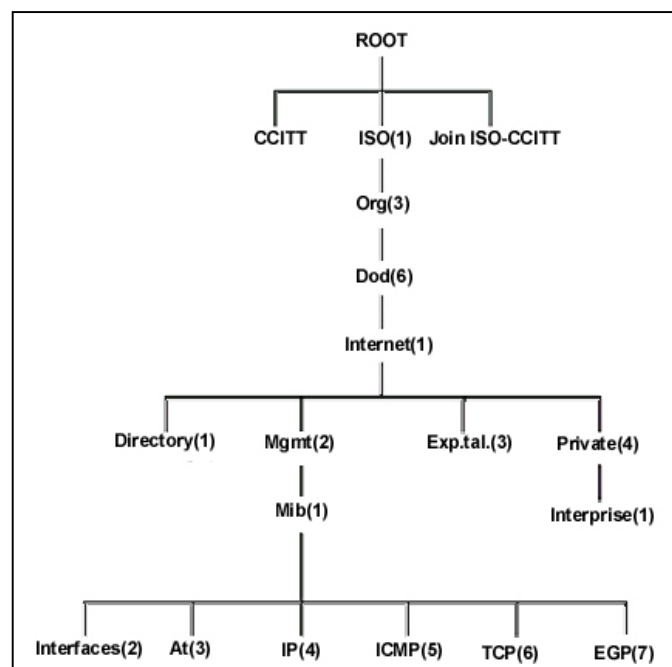 ROOT
CCITT ISO(1) Join ISO-CCITT
Org(3)
Dod(6)
Internet(1)
Directory(1) Mgmt(2) Exp.tal.(3) Private(4)
Mib(1) Interprise(1)
Interfaces(2) At(3) IP(4) ICMP(5) TCP(6) EGP(7)